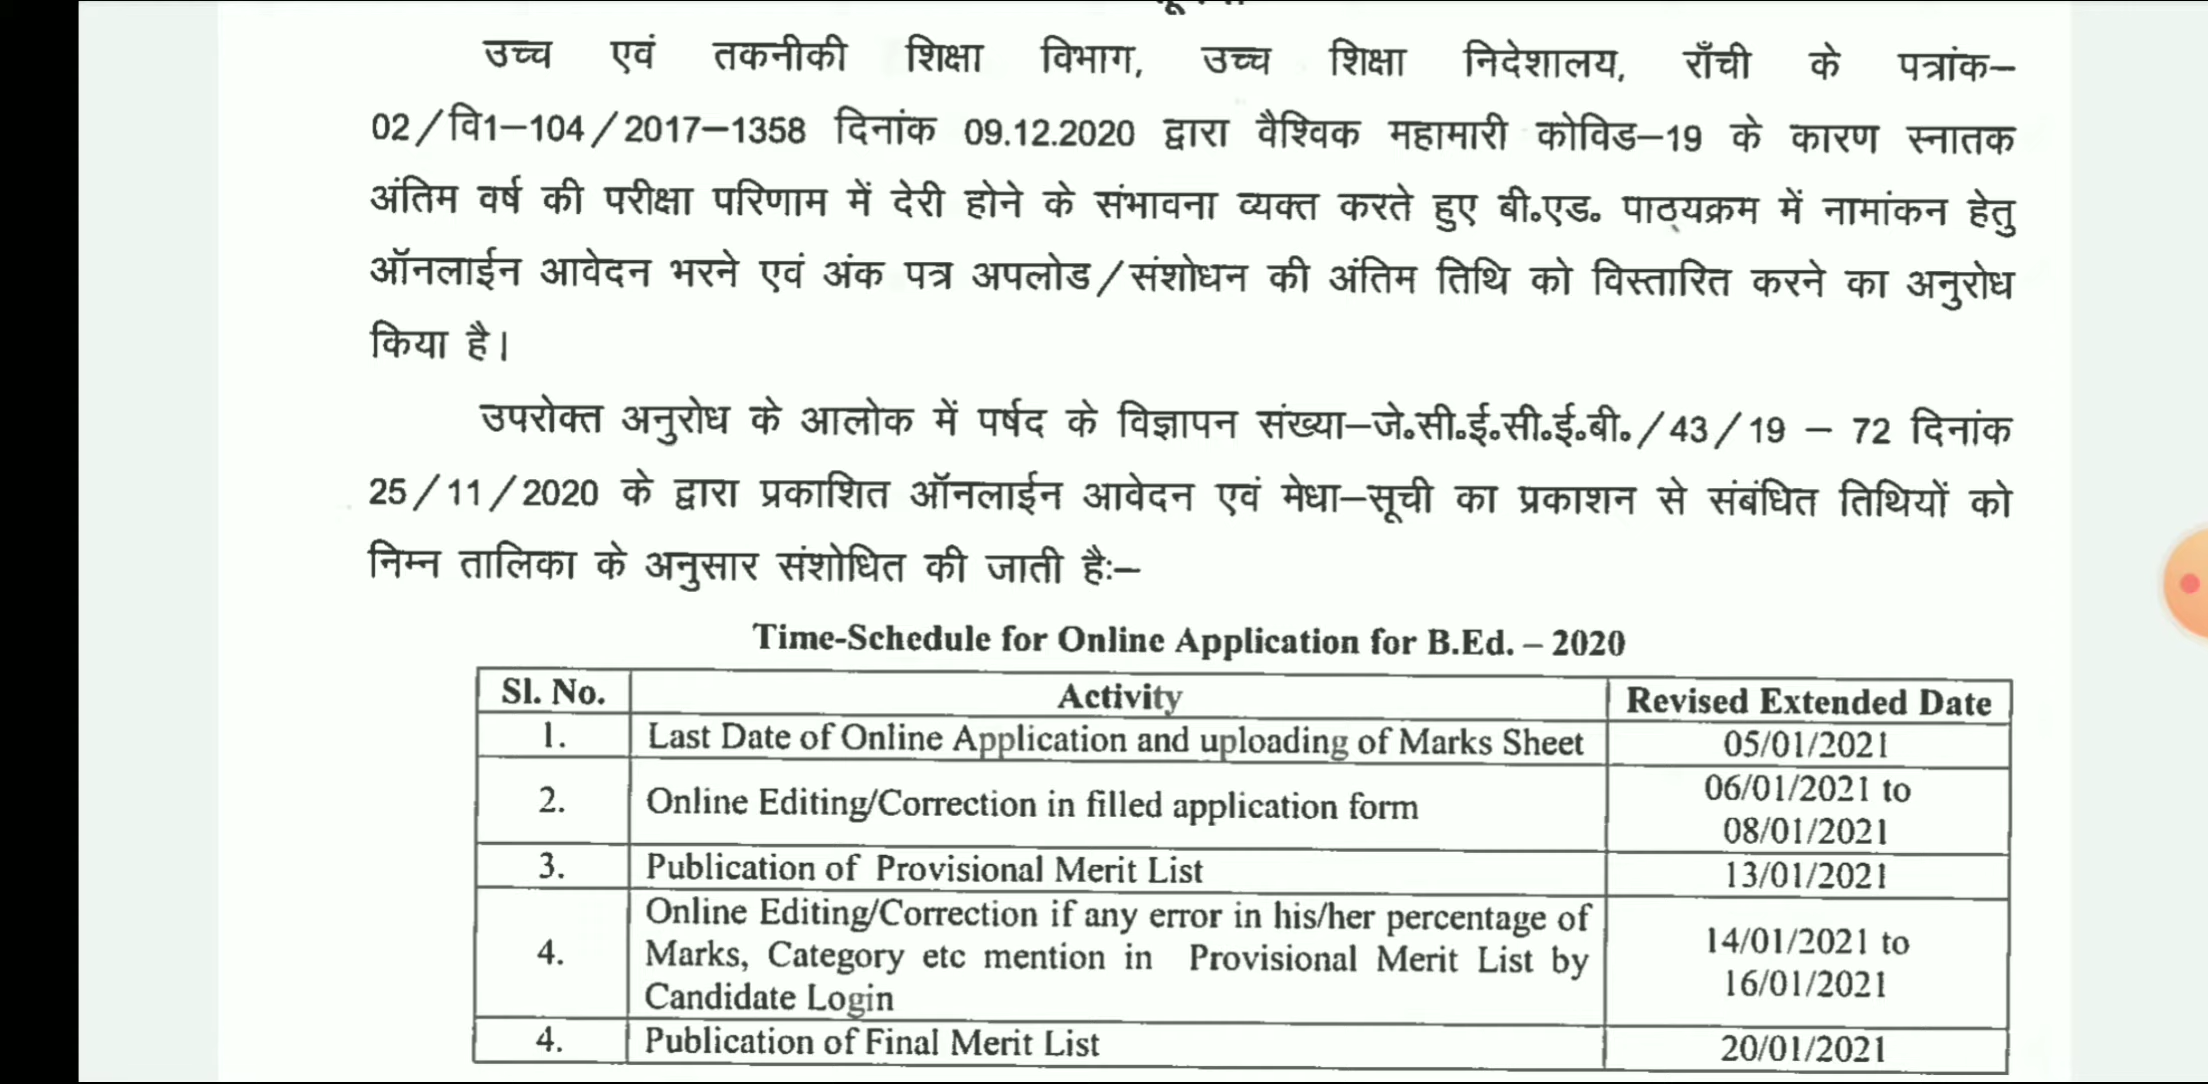 उच्च एवं तकनीकी शिक्षा विभाग, उच्च शिक्षा निदेशालय, राँची के पत्रांक–
02/वि1–104/2017–1358 दिनांक 09.12.2020 द्वारा वैश्विक महामारी कोविड–19 के कारण स्नातक
अंतिम वर्ष की परीक्षा परिणाम में देरी होने के संभावना व्यक्त करते हुए बी॰एड॰ पाठ्यक्रम में नामांकन हेतु
ऑनलाईन आवेदन भरने एवं अंक पत्र अपलोड/संशोधन की अंतिम तिथि को विस्तारित करने का अनुरोध
किया है।
उपरोक्त अनुरोध के आलोक में पर्षद के विज्ञापन संख्या–जे॰सी॰ई॰सी॰ई॰बी॰/43/19 – 72 दिनांक
25/11/2020 के द्वारा प्रकाशित ऑनलाईन आवेदन एवं मेधा–सूची का प्रकाशन से संबंधित तिथियों को
निम्न तालिका के अनुसार संशोधित की जाती है:–
Time-Schedule for Online Application for B.Ed. – 2020
Sl. No. Activity Revised Extended Date
1. Last Date of Online Application and uploading of Marks Sheet 05/01/2021
2. Online Editing/Correction in filled application form 06/01/2021 to
08/01/2021
3. Publication of Provisional Merit List 13/01/2021
Online Editing/Correction if any error in his/her percentage of
4. Marks, Category etc mention in Provisional Merit List by 14/01/2021 to
Candidate Login 16/01/2021
4. Publication of Final Merit List 20/01/2021